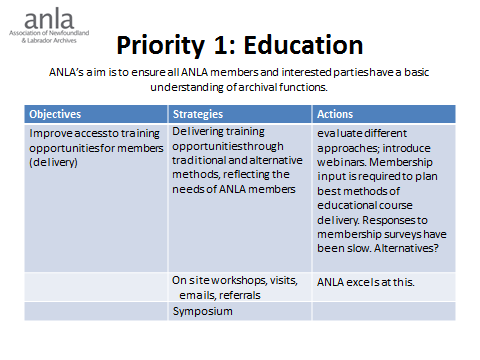 anla
Association of Newfoundland
& Labrador Archives
Priority 1: Education
ANLA's aim is to ensure all ANLA members and interested parties have a basic
understanding of archival functions.
Objectives
Strategies
Actions
Improve access to training
opportunities for members
(delivery)
Delivering training
opportunities through
traditional and alternative
methods, reflecting the
needs of ANLA members
evaluate different
approaches; introduce
webinars. Membership
input is required to plan
best methods of
educational course
delivery. Responses to
membership surveys have
been slow. Alternatives?
On site workshops, visits,
emails, referrals
ANLA excels at this.
Symposium